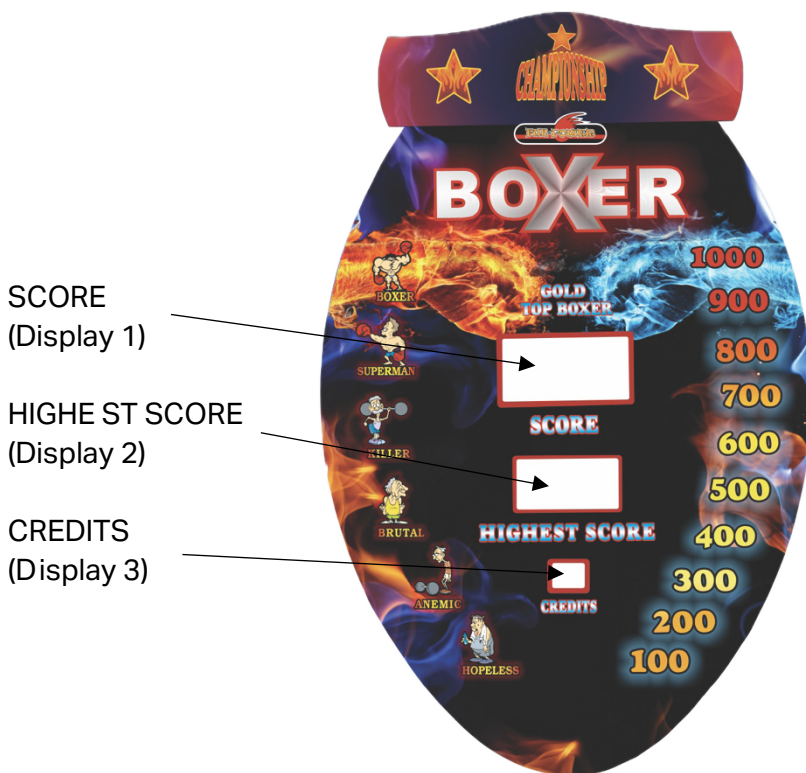 CHAMPIONSHIP
BOXER
SCORE
(Display 1)
HIGHE ST SCORE
(Display 2)
CREDITS
(Display 3)
BOXER
SUPERMAN
KILLER
BRUTAL
ANEMIC
HOPELESS
GOLD
TOP BOXER
SCORE
HIGHEST SCORE
CREDITS
1000
900
800
700
600
500
400
300
200
100